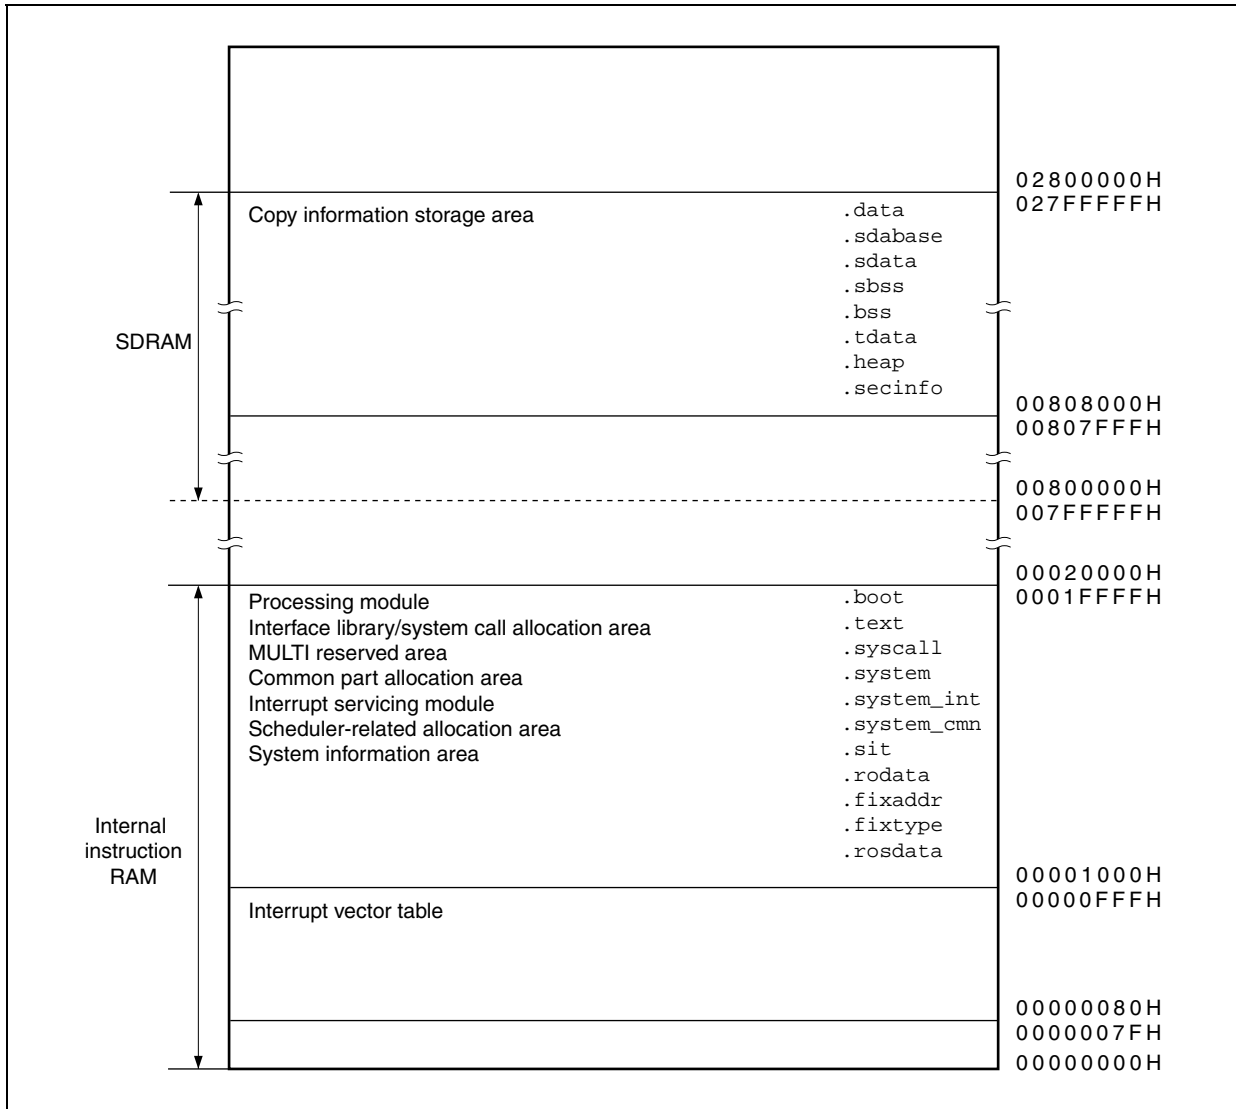 02800000H
027FFFFFH
Copy information storage area .data
.sdabase
.sdata
.sbss
.bss
SDRAM .tdata
.heap
.secinfo
00808000H
00807FFFH
00800000H
007FFFFFH
00020000H
0001FFFFH
Processing module .boot
Interface library/system call allocation area .text
MULTI reserved area .syscall
Common part allocation area .system
Interrupt servicing module .system_int
Scheduler-related allocation area .system_cmn
System information area .sit
.rodata
.fixaddr
Internal .fixtype
instruction .rosdata
RAM
00001000H
00000FFFH
Interrupt vector table
00000080H
0000007FH
00000000H